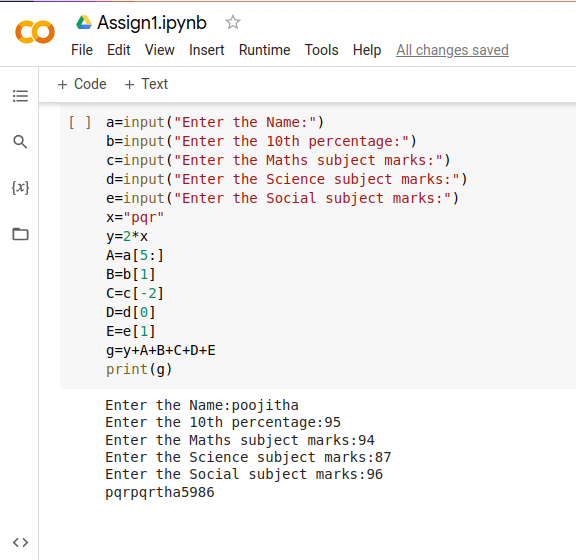 Assign1.ipynb
File Edit View Insert Runtime Tools Help All changes saved
+ Code + Text
{x}
[ ] a=input("Enter the Name:")
b=input("Enter the 10th percentage:")
c=input("Enter the Maths subject marks:")
d=input("Enter the Science subject marks:")
e=input("Enter the Social subject marks:")
x="pqr"
y=2*x
A=a[5:]
B=b[1]
C=c[-2]
D=d[0]
E=e[1]
g=y+A+B+C+D+E
print(g)
Enter the Name:poojitha
Enter the 10th percentage:95
Enter the Maths subject marks:94
Enter the Science subject marks:87
Enter the Social subject marks:96
pqrpqrtha5986